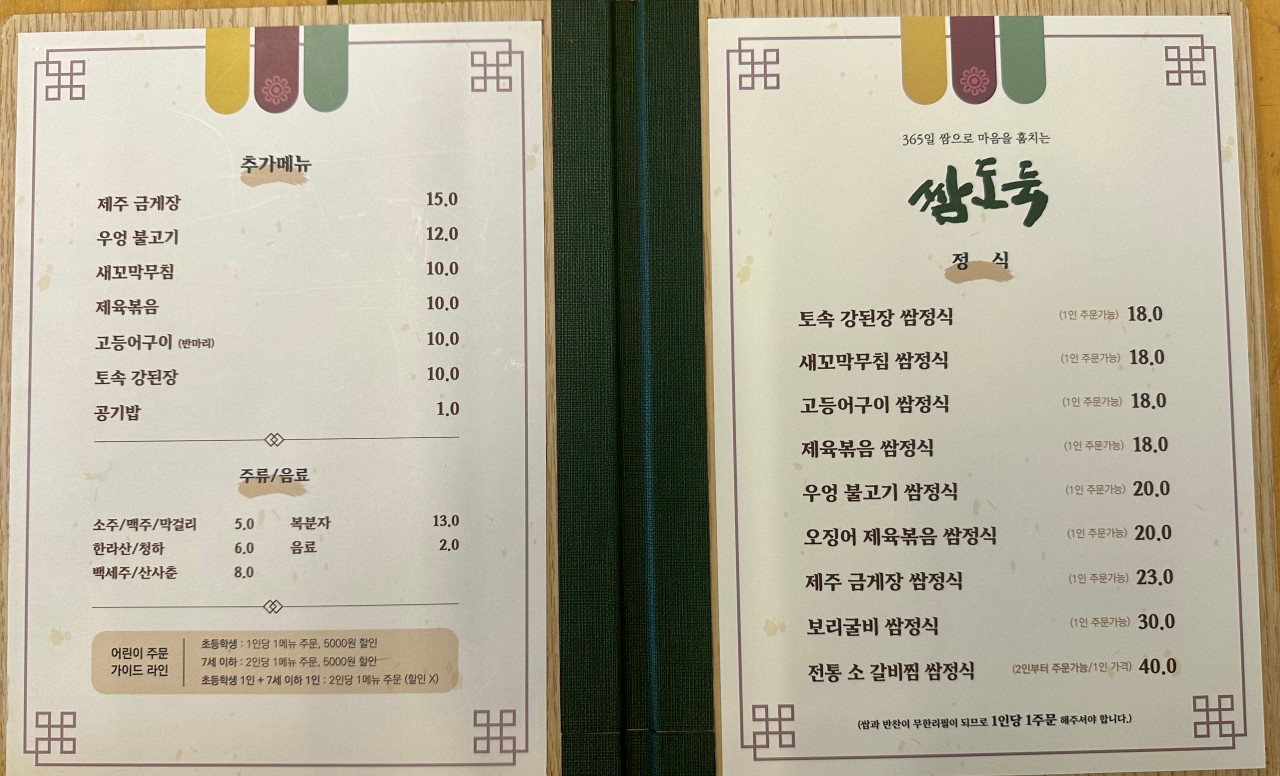 추가메뉴
제주 금게장 15.0
우엉 불고기 12.0
새꼬막무침 10.0
제육볶음 10.0
고등어구이 (반마리) 10.0
토속 강된장 10.0
공기밥 1.0
주류/음료
소주/맥주/막걸리 5.0 복분자 13.0
한라산/청하 6.0 음료 2.0
백세주/산사춘 8.0
어린이 주문
가이드 라인
초등학생 : 1인당 1메뉴 주문, 5000원 할인
7세 이하 : 2인당 1메뉴 주문, 5000원 할인
초등학생 1인 + 7세 이하 1인 : 2인당 1메뉴 주문 (할인 X)
365일 쌈으로 마음을 훔치는
쌈도둑
정 식
토속 강된장 쌈정식 (1인 주문가능) 18.0
새꼬막무침 쌈정식 (1인 주문가능) 18.0
고등어구이 쌈정식 (1인 주문가능) 18.0
제육볶음 쌈정식 (1인 주문가능) 18.0
우엉 불고기 쌈정식 (1인 주문가능) 20.0
오징어 제육볶음 쌈정식 (1인 주문가능) 20.0
제주 금게장 쌈정식 (1인 주문가능) 23.0
보리굴비 쌈정식 (1인 주문가능) 30.0
전통 소 갈비찜 쌈정식 (2인부터 주문가능/1인 가격) 40.0
(쌈과 반찬이 무한리필이 되므로 1인당 1주문 해주셔야 합니다.)